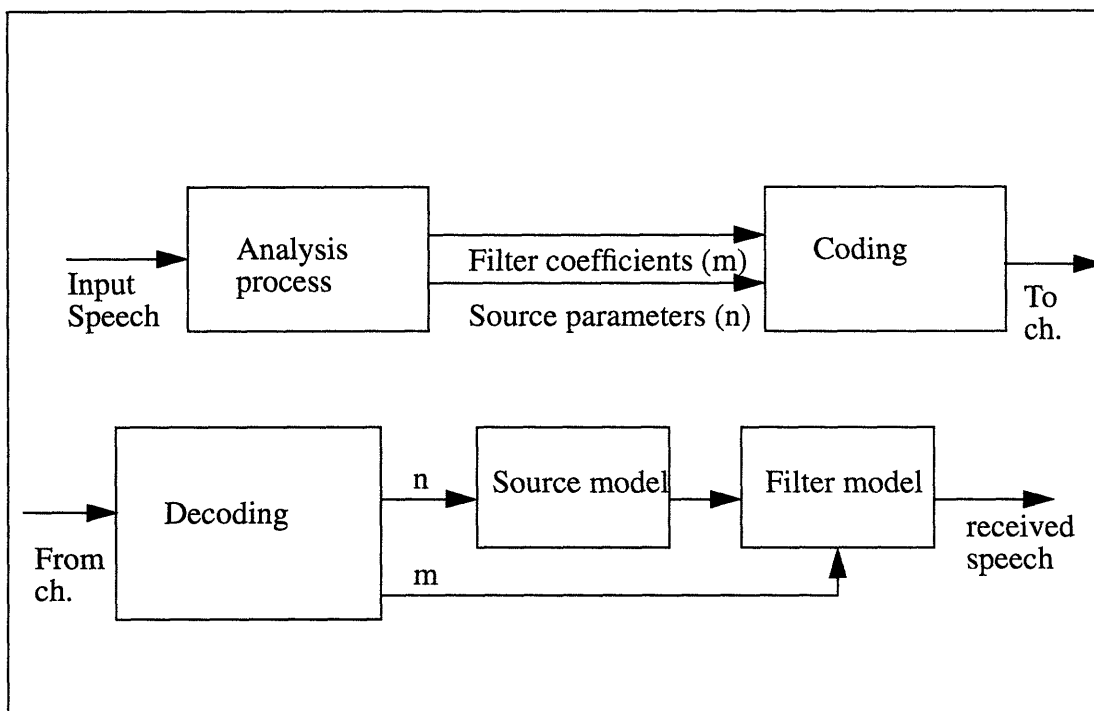 Analysis
process
Input
Speech
Filter coefficients (m)
Source parameters (n)
Coding
To
ch.
Decoding
From
ch.
n
m
Source model
Filter model
received
speech